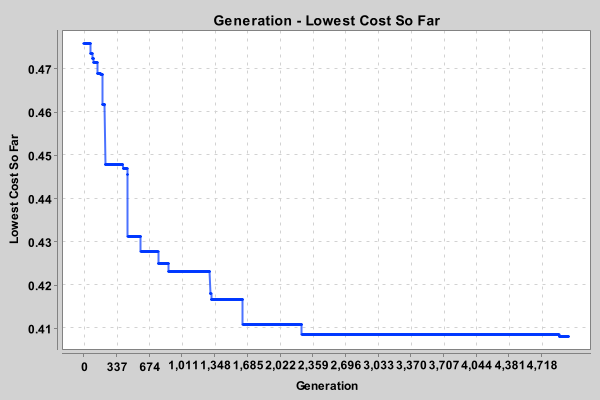 Generation - Lowest Cost So Far
Lowest Cost So Far
0.47
0.46
0.45
0.44
0.43
0.42
0.41
0 337 674 1,011 1,348 1,685 2,022 2,359 2,696 3,033 3,370 3,707 4,044 4,381 4,718
Generation